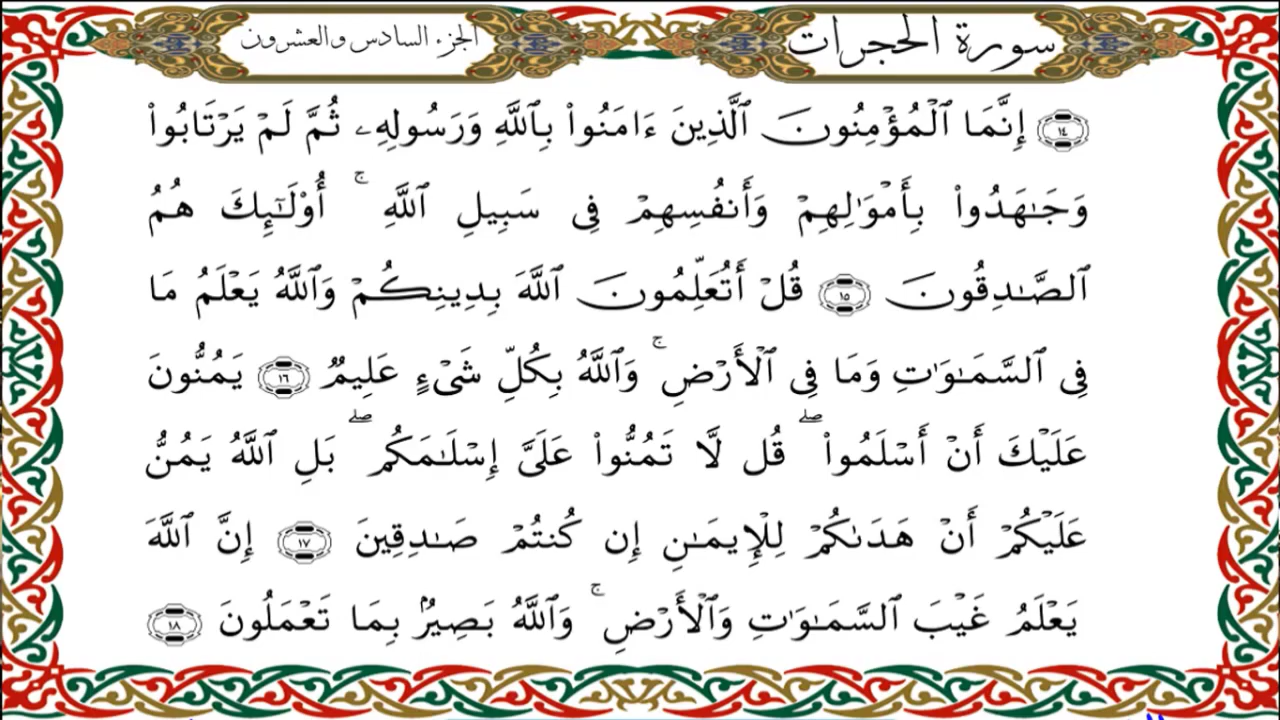 سورة الحجرات
الجزء السادس والعشرون
١٤ إِنَّمَا ٱلْمُؤْمِنُونَ ٱلَّذِينَ ءَامَنُوا۟ بِٱللَّهِ وَرَسُولِهِۦ ثُمَّ لَمْ يَرْتَابُوا۟
وَجَـٰهَدُوا۟ بِأَمْوَٰلِهِمْ وَأَنفُسِهِمْ فِى سَبِيلِ ٱللَّهِ ۚ أُو۟لَـٰٓئِكَ هُمُ
ٱلصَّـٰدِقُونَ ١٥ قُلْ أَتُعَلِّمُونَ ٱللَّهَ بِدِينِكُمْ وَٱللَّهُ يَعْلَمُ مَا
فِى ٱلسَّمَـٰوَٰتِ وَمَا فِى ٱلْأَرْضِ ۚ وَٱللَّهُ بِكُلِّ شَىْءٍ عَلِيمٌ ١٦ يَمُنُّونَ
عَلَيْكَ أَنْ أَسْلَمُوا۟ ۖ قُل لَّا تَمُنُّوا۟ عَلَىَّ إِسْلَـٰمَكُم ۖ بَلِ ٱللَّهُ يَمُنُّ
عَلَيْكُمْ أَنْ هَدَىٰكُمْ لِلْإِيمَـٰنِ إِن كُنتُمْ صَـٰدِقِينَ ١٧ إِنَّ ٱللَّهَ
يَعْلَمُ غَيْبَ ٱلسَّمَـٰوَٰتِ وَٱلْأَرْضِ ۚ وَٱللَّهُ بَصِيرٌۢ بِمَا تَعْمَلُونَ ١٨